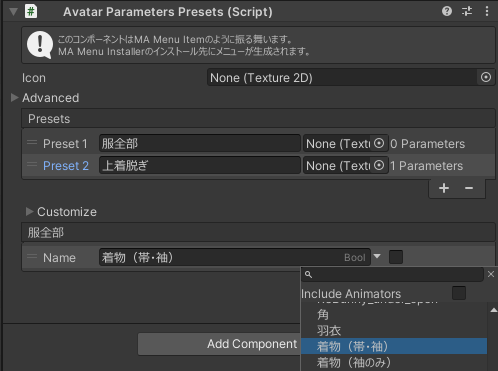 Avatar Parameters Presets (Script)
このコンポーネントはMA Menu Itemのように振る舞います。
MA Menu Installerのインストール先にメニューが生成されます。
Icon None (Texture 2D)
Advanced
Presets
Preset 1 服全部 None (Textu 0 Parameters
Preset 2 上着脱ぎ None (Textu 1 Parameters
Customize
服全部
Name 着物（帯・袖） Bool
Include Animators
角
羽衣
着物（帯・袖）
着物（袖のみ）
Add Component